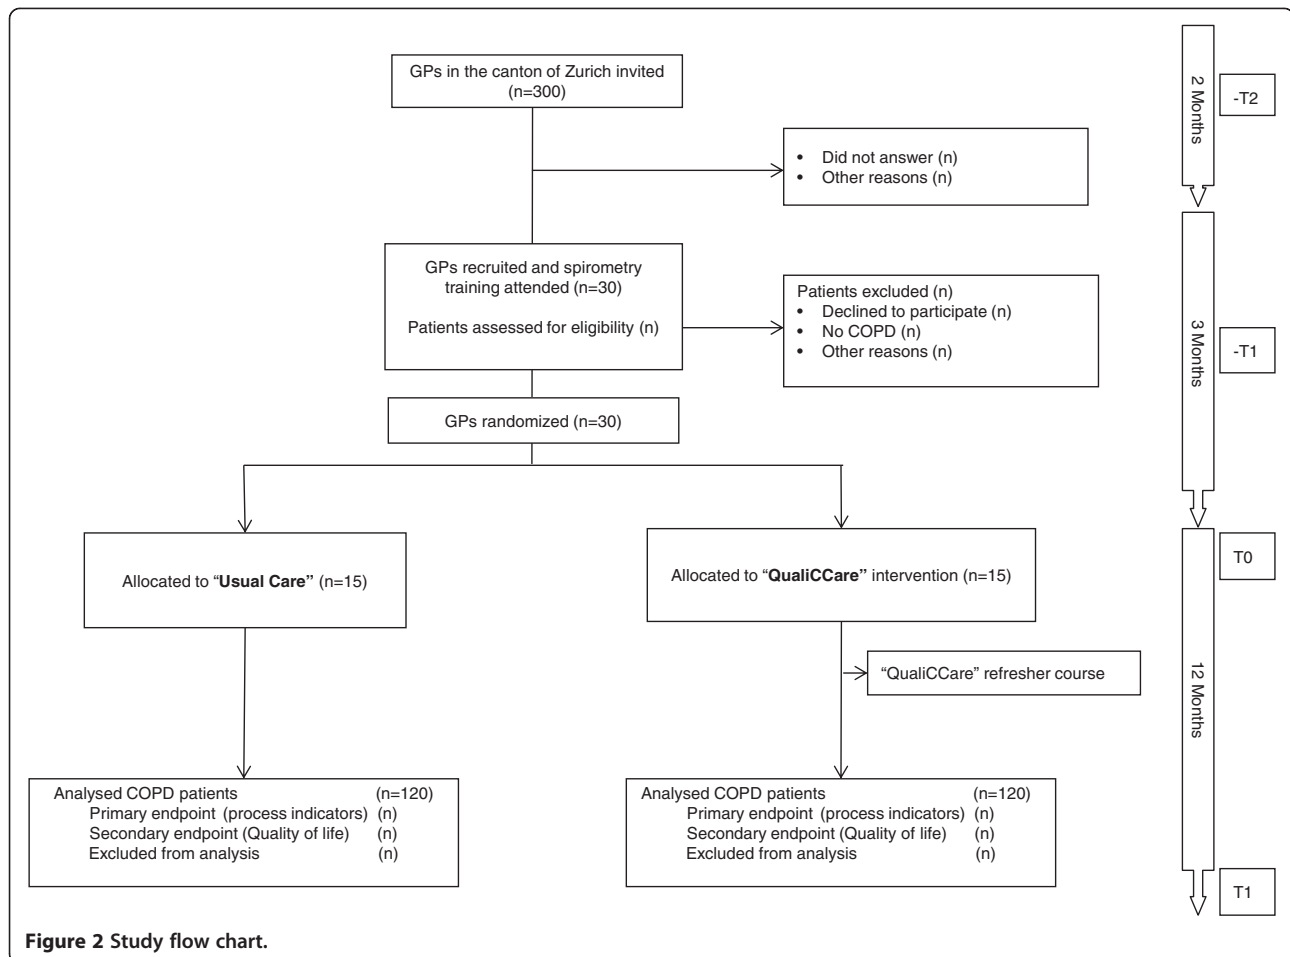 GPs in the canton of Zurich invited
(n=300)
2 Months
-T2
• Did not answer (n)
• Other reasons (n)
GPs recruited and spirometry
training attended (n=30)
Patients assessed for eligibility (n)
Patients excluded (n)
• Declined to participate (n)
• No COPD (n)
• Other reasons (n)
3 Months
-T1
GPs randomized (n=30)
Allocated to “Usual Care” (n=15)
Allocated to “QualiCCare” intervention (n=15)
T0
“QualiCCare” refresher course
12 Months
Analysed COPD patients (n=120)
Primary endpoint (process indicators) (n)
Secondary endpoint (Quality of life) (n)
Excluded from analysis (n)
Analysed COPD patients (n=120)
Primary endpoint (process indicators) (n)
Secondary endpoint (Quality of life) (n)
Excluded from analysis (n)
T1
Figure 2 Study flow chart.